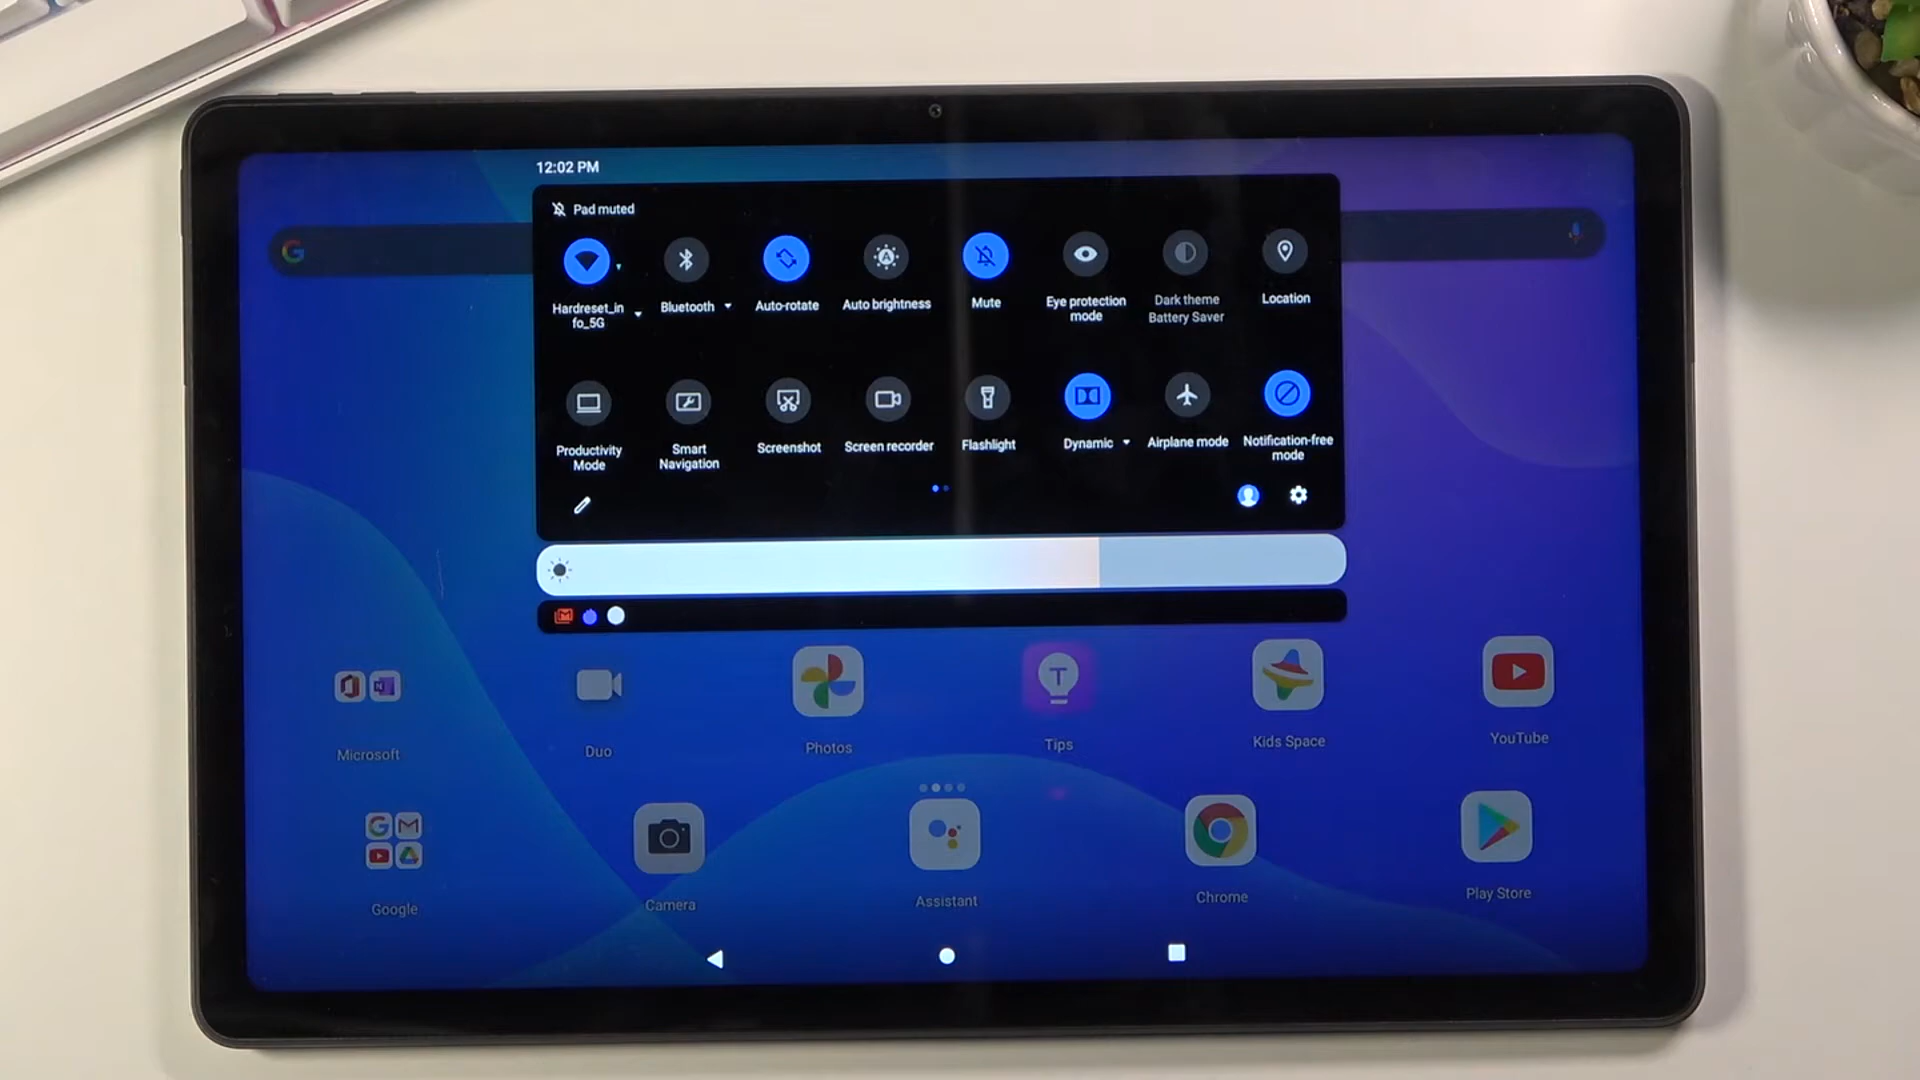 12:02 PM
Pad muted
Hardreset_in
fo_5G
Bluetooth
Auto-rotate
Auto brightness
Mute
Eye protection
mode
Dark theme
Battery Saver
Location
Productivity
Mode
Smart
Navigation
Screenshot
Screen recorder
Flashlight
Dynamic
Airplane mode
Notification-free
mode
Microsoft
Duo
Photos
Tips
Kids Space
YouTube
Google
Camera
Assistant
Chrome
Play Store